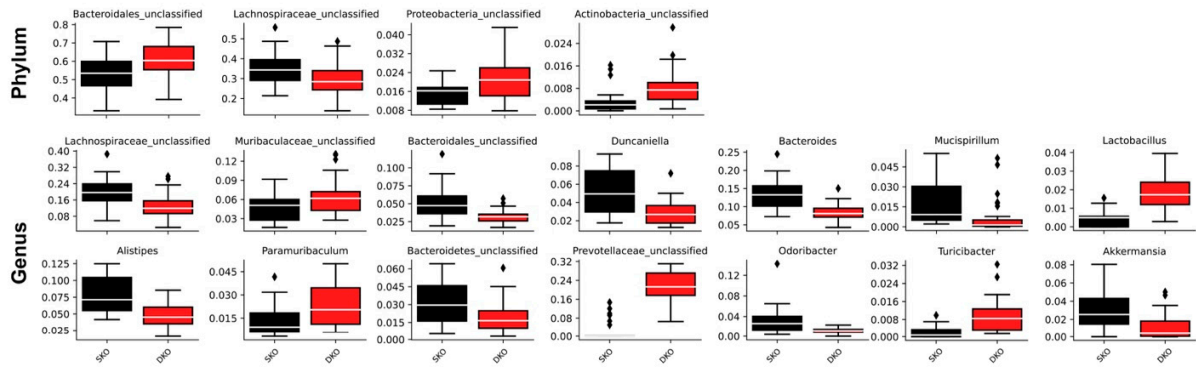 Phylum
Bacteroidales_unclassified
0.8
0.7
0.6
0.5
0.4
Lachnospiraceae_unclassified
0.5
0.4
0.3
0.2
Proteobacteria_unclassified
0.036
0.024
0.012
0.000
Actinobacteria_unclassified
0.024
0.016
0.008
0.000
Genus
Lachnospiraceae_unclassified
0.40
0.32
0.24
0.16
0.08
Muribaculaceae_unclassified
0.12
0.09
0.06
0.03
Bacteroidales_unclassified
0.100
0.075
0.050
0.025
Duncaniella
0.08
0.06
0.04
0.02
Bacteroides
0.25
0.20
0.15
0.10
0.05
Mucispirillum
0.045
0.030
0.015
0.000
Lactobacillus
0.04
0.03
0.02
0.01
0.00
Alistipes
0.125
0.100
0.075
0.050
0.025
SKO
DKO
Paramuribaculum
0.045
0.030
0.015
SKO
DKO
Bacteroidetes_unclassified
0.060
0.045
0.030
0.015
0.000
SKO
DKO
Prevotellaceae_unclassified
0.3
0.2
0.1
0.0
SKO
DKO
Odoribacter
0.12
0.08
0.04
0.00
SKO
DKO
Turicibacter
0.032
0.024
0.016
0.008
0.000
SKO
DKO
Akkermansia
0.08
0.06
0.04
0.02
0.00
SKO
DKO